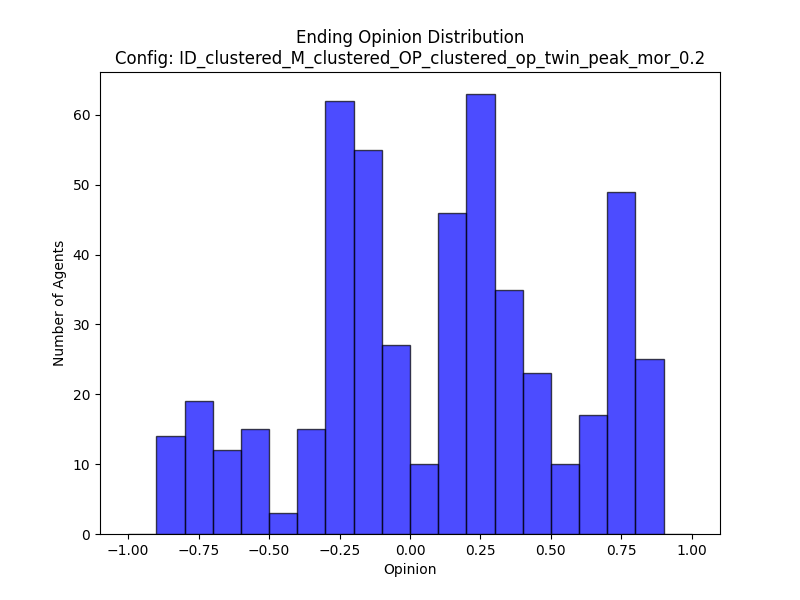 Ending Opinion Distribution
Config: ID_clustered_M_clustered_OP_clustered_op_twin_peak_mor_0.2
60
50
40
30
20
10
0
Number of Agents
−1.00 −0.75 −0.50 −0.25 0.00 0.25 0.50 0.75 1.00
Opinion